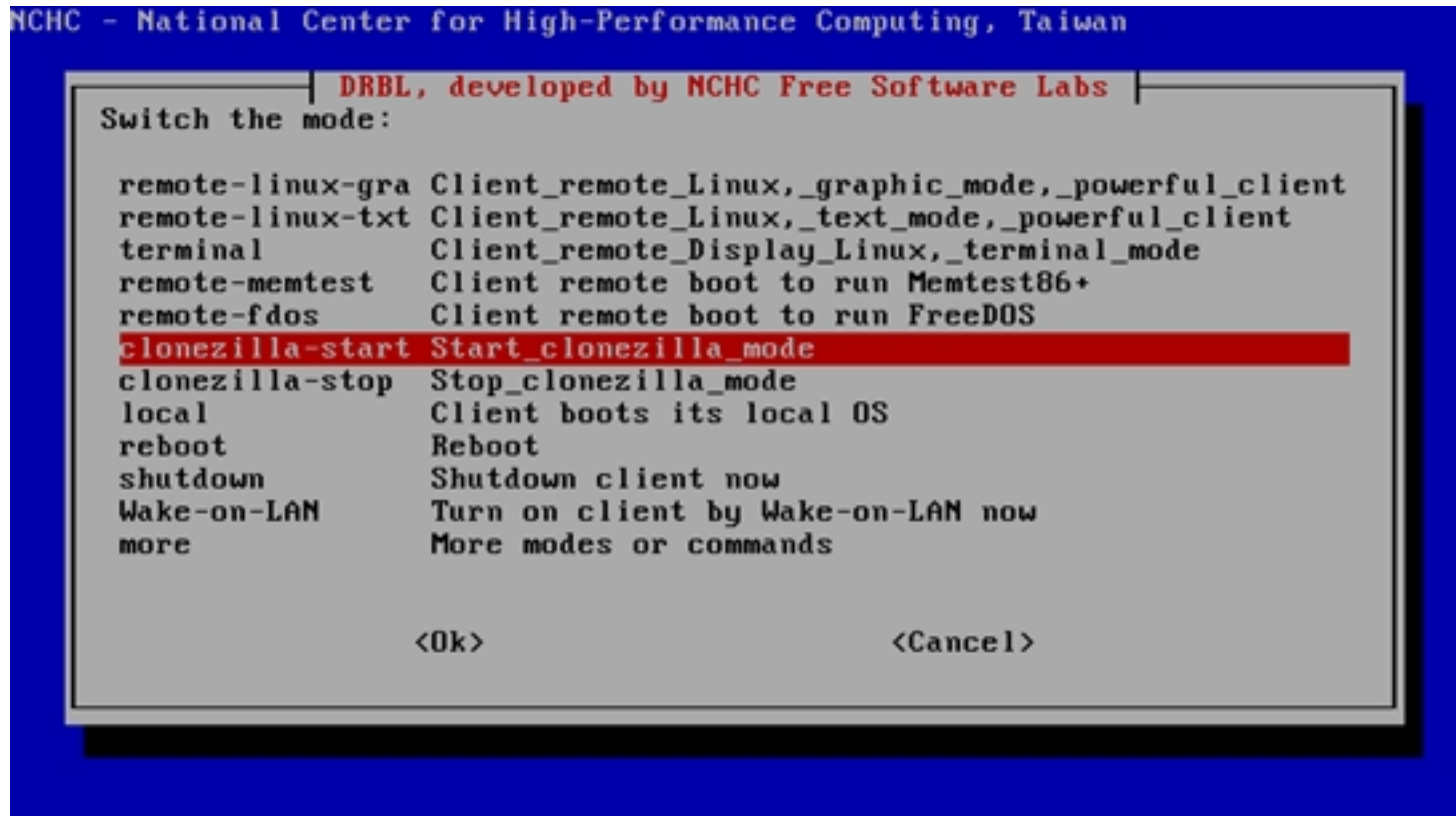 NCHC - National Center for High-Performance Computing, Taiwan
DRBL, developed by NCHC Free Software Labs
Switch the mode:
remote-linux-gra Client_remote_Linux,_graphic_mode,_powerful_client
remote-linux-txt Client_remote_Linux,_text_mode,_powerful_client
terminal Client_remote_Display_Linux,_terminal_mode
remote-memtest Client remote boot to run Memtest86+
remote-fdos Client remote boot to run FreeDOS
clonezilla-start Start_clonezilla_mode
clonezilla-stop Stop_clonezilla_mode
local Client boots its local OS
reboot Reboot
shutdown Shutdown client now
Wake-on-LAN Turn on client by Wake-on-LAN now
more More modes or commands
<Ok> <Cancel>